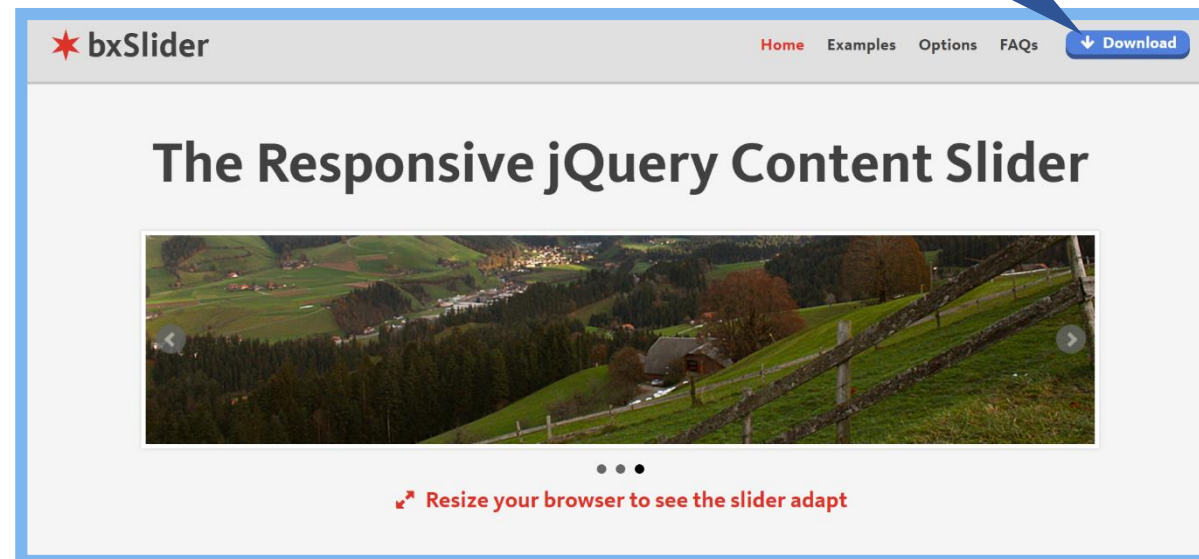 bxSlider
Home Examples Options FAQs Download
The Responsive jQuery Content Slider
Resize your browser to see the slider adapt